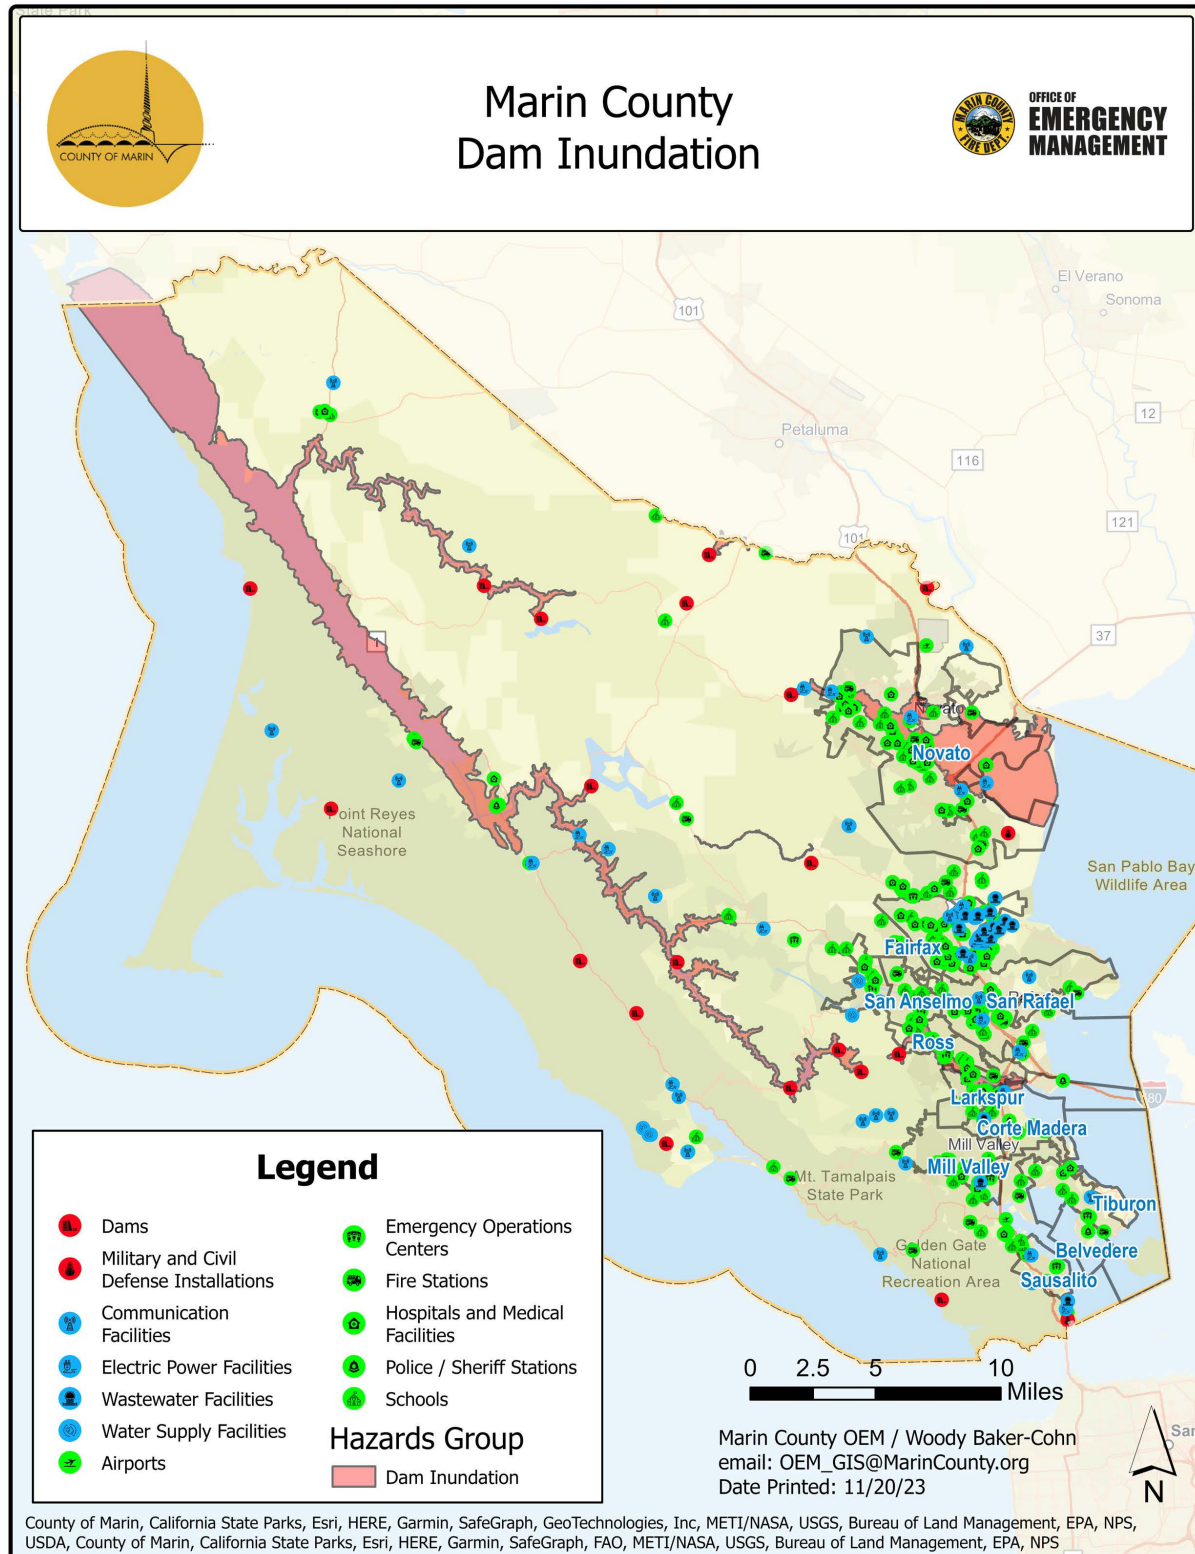 State Park
COUNTY OF MARIN
Marin County
Dam Inundation
MARIN COUNTY
FIRE DEPT.
OFFICE OF
EMERGENCY
MANAGEMENT
El Verano
Sonoma
101
12
Petaluma
116
121
101
37
1
Novato
Point Reyes
National
Seashore
San Pablo Bay
Wildlife Area
Fairfax
San Anselmo
San Rafael
Ross
Larkspur
80
Corte Madera
Mill Valley
Mill Valley
Mt. Tamalpais
State Park
Tiburon
Golden Gate
National
Recreation Area
Belvedere
Sausalito
Legend
Dams
Military and Civil
Defense Installations
Communication
Facilities
Electric Power Facilities
Wastewater Facilities
Water Supply Facilities
Airports
Emergency Operations
Centers
Fire Stations
Hospitals and Medical
Facilities
Police / Sheriff Stations
Schools
Hazards Group
Dam Inundation
0 2.5 5 10
Miles
Marin County OEM / Woody Baker-Cohn
email: OEM_GIS@MarinCounty.org
Date Printed: 11/20/23
N
San
County of Marin, California State Parks, Esri, HERE, Garmin, SafeGraph, GeoTechnologies, Inc, METI/NASA, USGS, Bureau of Land Management, EPA, NPS,
USDA, County of Marin, California State Parks, Esri, HERE, Garmin, SafeGraph, FAO, METI/NASA, USGS, Bureau of Land Management, EPA, NPS